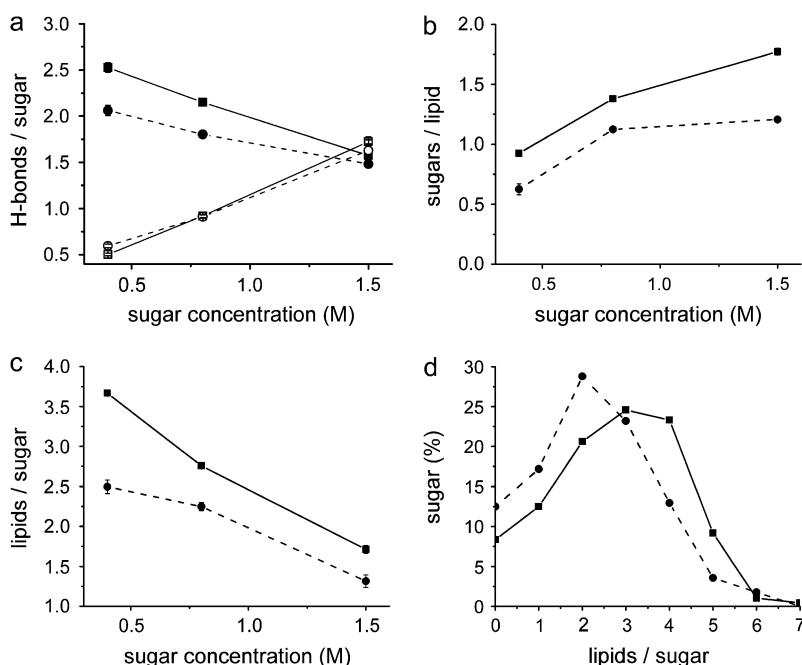 a
3.0
2.5
2.0
1.5
1.0
0.5
H-bonds / sugar
0.5 1.0 1.5
sugar concentration (M)
b
2.0
1.5
1.0
0.5
0.0
sugars / lipid
0.5 1.0 1.5
sugar concentration (M)
c
4.0
3.5
3.0
2.5
2.0
1.5
1.0
lipids / sugar
0.5 1.0 1.5
sugar concentration (M)
d
30
25
20
15
10
5
0
sugar (%)
0 1 2 3 4 5 6 7
lipids / sugar